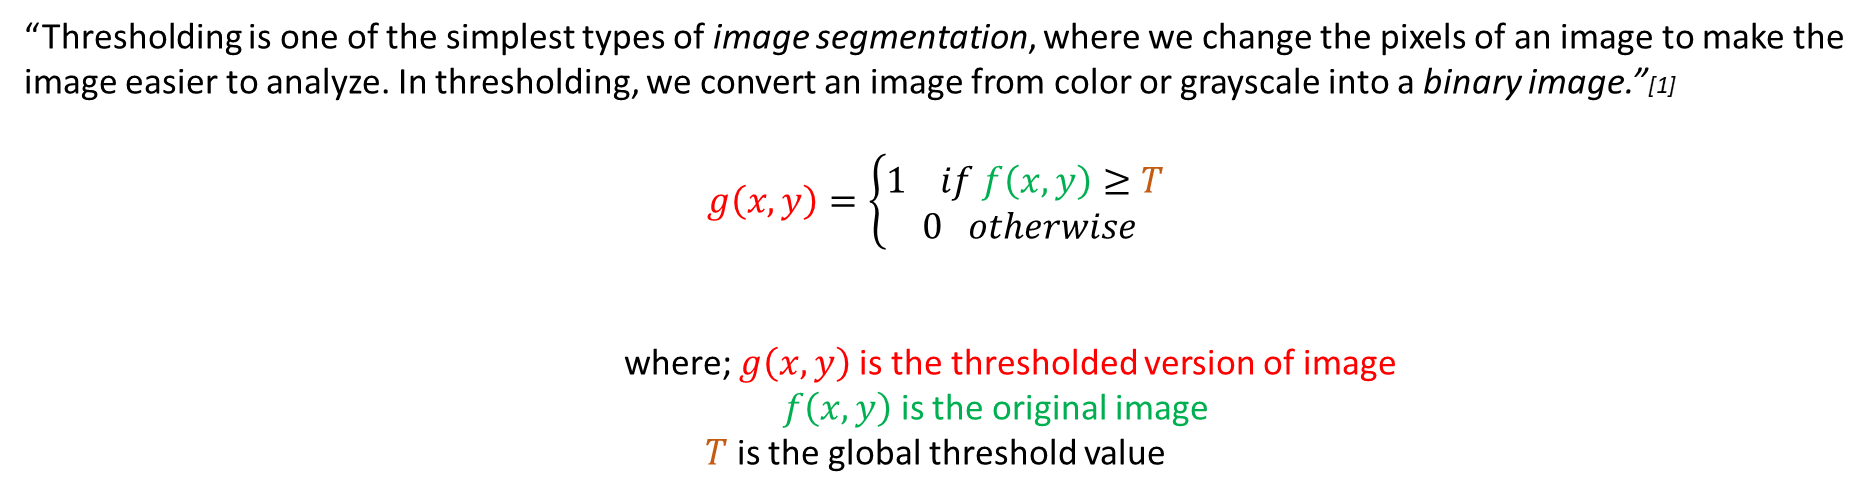 “Thresholding is one of the simplest types of image segmentation, where we change the pixels of an image to make the
image easier to analyze. In thresholding, we convert an image from color or grayscale into a binary image.”[1]
g(x, y) = {1 if f(x, y) ≥ T
0 otherwise
where; g(x, y) is the thresholded version of image
f(x, y) is the original image
T is the global threshold value